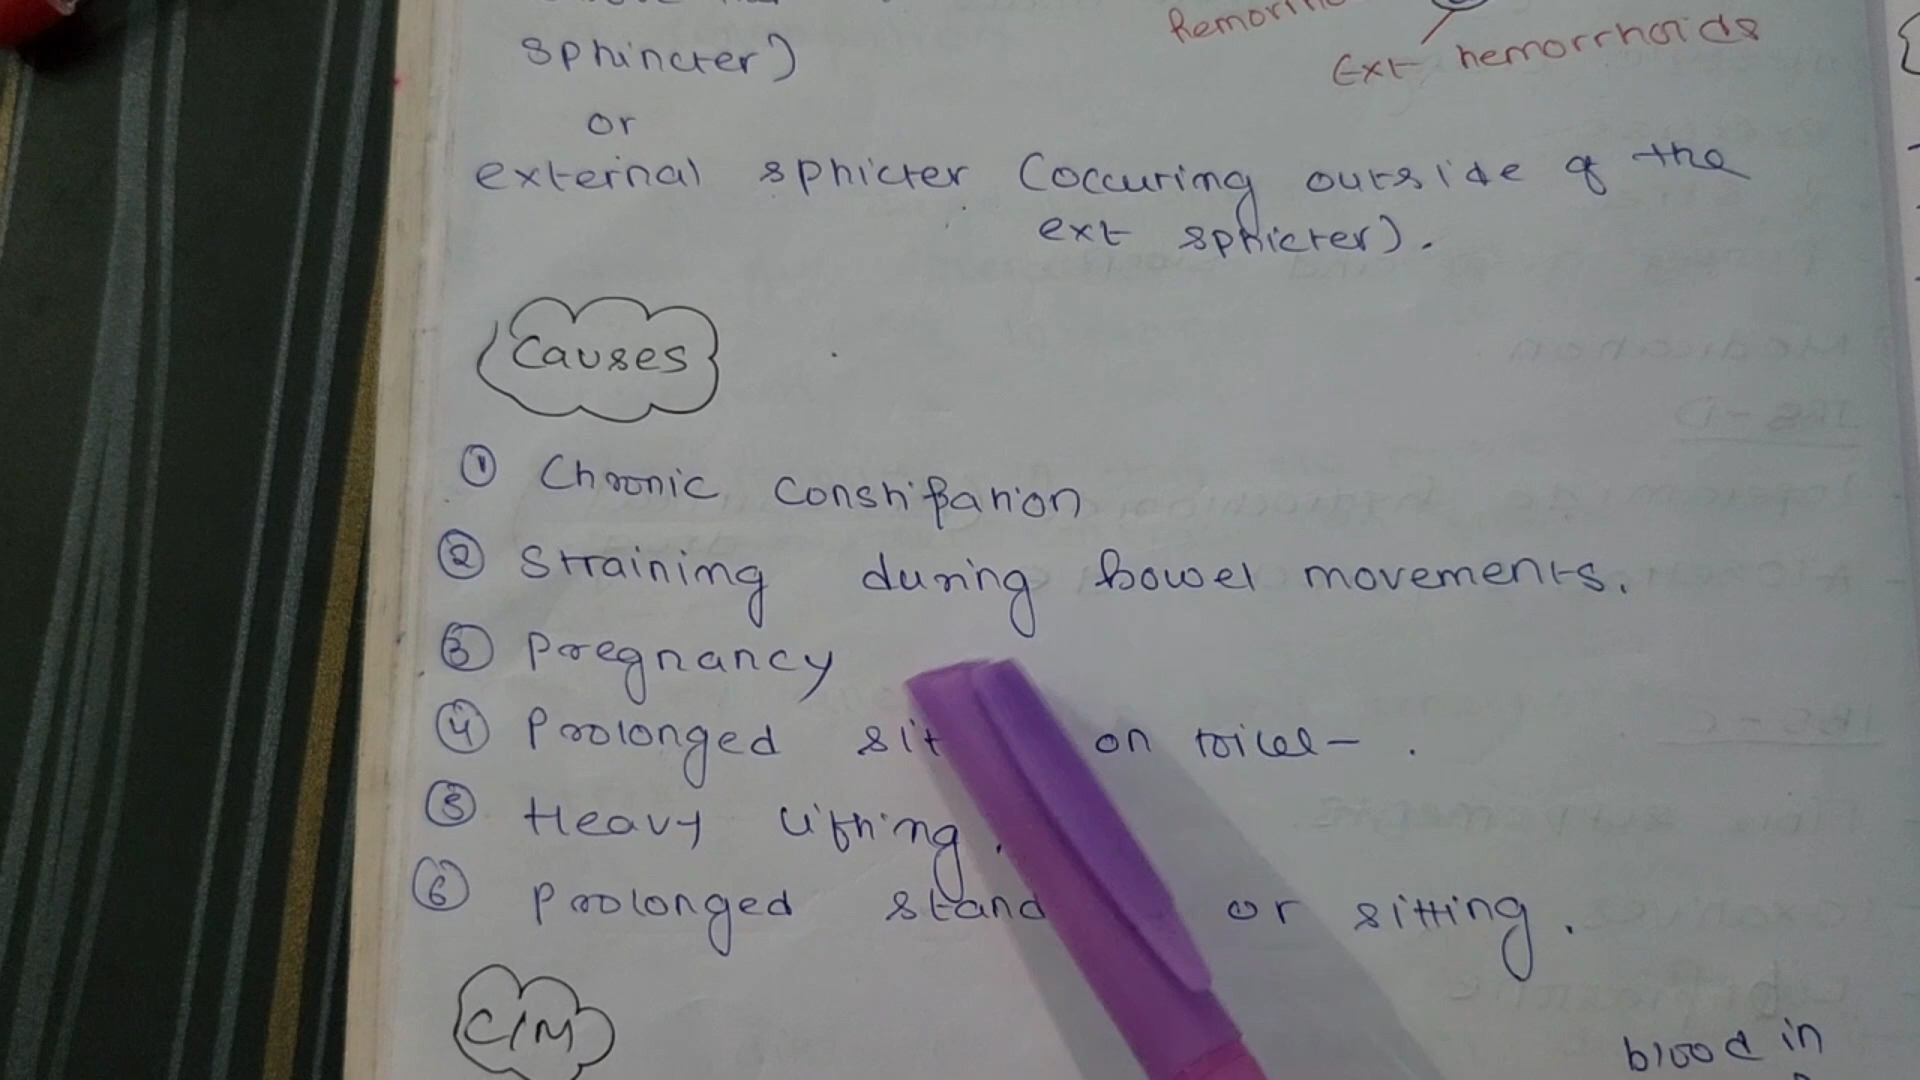 sphincter)
Ext hemorrhoids
or
external sphicter (occuring outside of the
ext sphicter).
Causes
① Chronic constipation
② Straining during bowel movements.
③ Pregnancy
④ Prolonged sit on toilet.
⑤ Heavy lifting.
⑥ Prolonged stand or sitting.
C/M
blood in